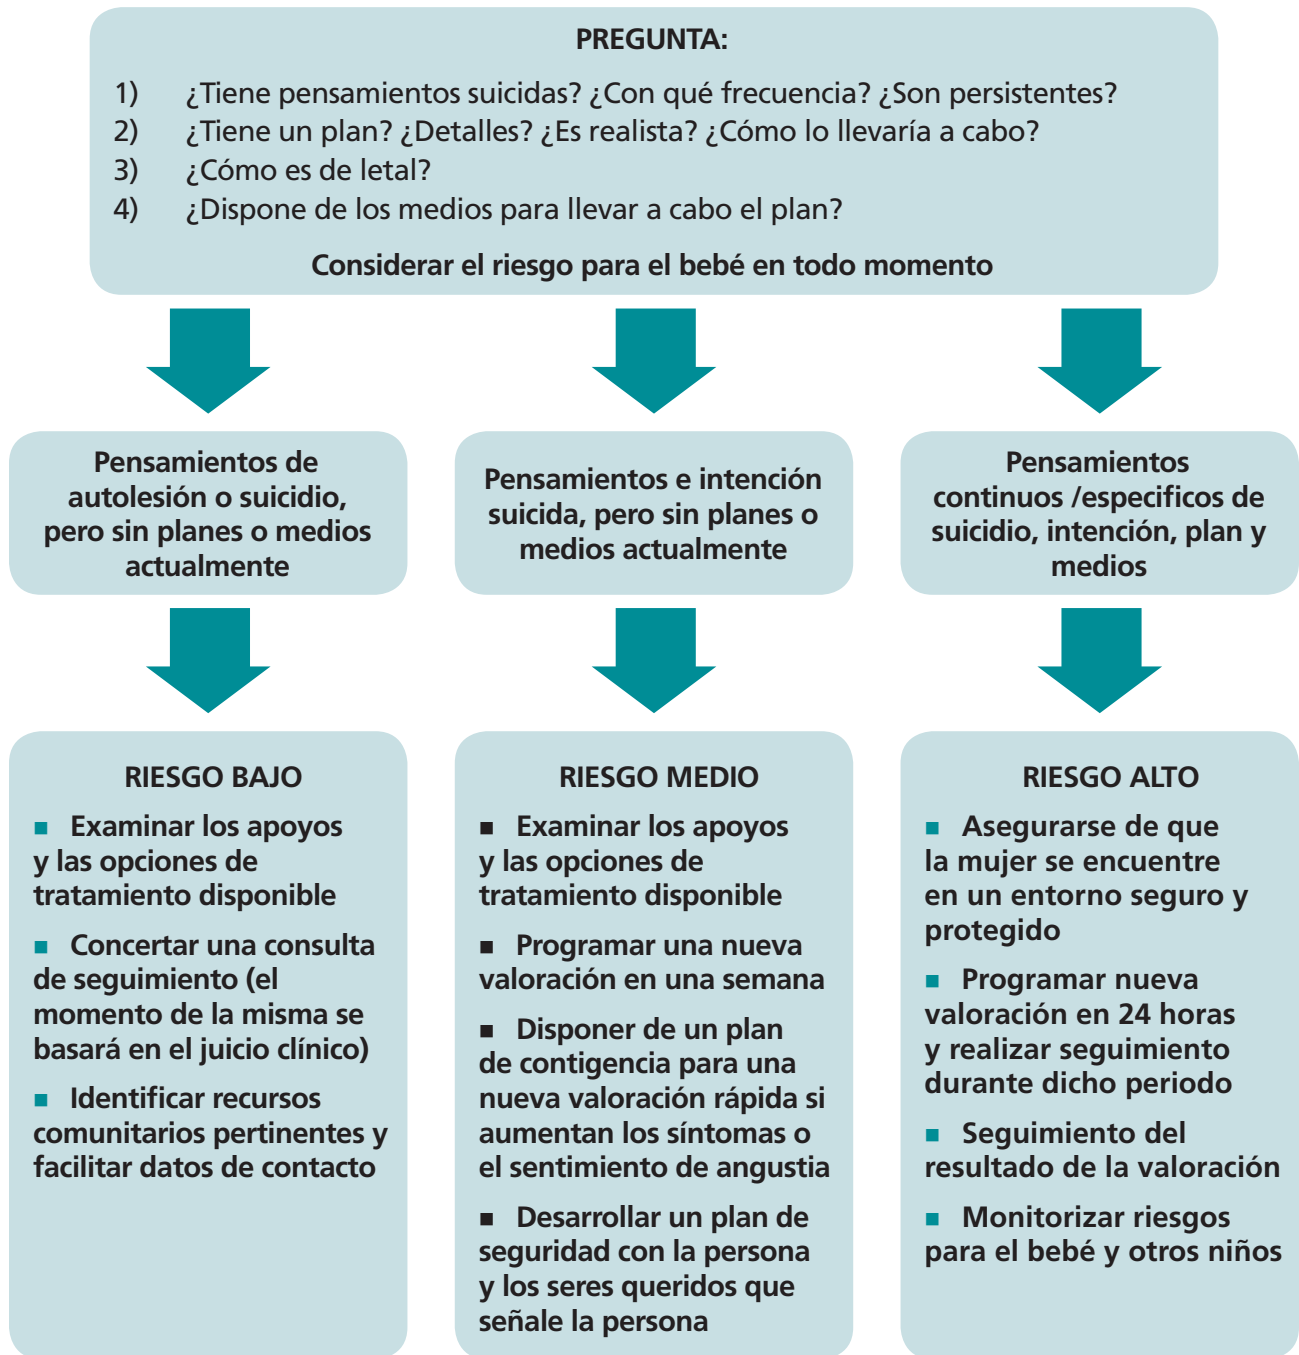 PREGUNTA:
1) ¿Tiene pensamientos suicidas? ¿Con qué frecuencia? ¿Son persistentes?
2) ¿Tiene un plan? ¿Detalles? ¿Es realista? ¿Cómo lo llevaría a cabo?
3) ¿Cómo es de letal?
4) ¿Dispone de los medios para llevar a cabo el plan?
Considerar el riesgo para el bebé en todo momento
Pensamientos de
autolesión o suicidio,
pero sin planes o medios
actualmente
Pensamientos e intención
suicida, pero sin planes o
medios actualmente
Pensamientos
continuos /especificos de
suicidio, intención, plan y
medios
RIESGO BAJO
■ Examinar los apoyos
y las opciones de
tratamiento disponible
■ Concertar una consulta
de seguimiento (el
momento de la misma se
basará en el juicio clínico)
■ Identificar recursos
comunitarios pertinentes y
facilitar datos de contacto
RIESGO MEDIO
■ Examinar los apoyos
y las opciones de
tratamiento disponible
■ Programar una nueva
valoración en una semana
■ Disponer de un plan
de contigencia para una
nueva valoración rápida si
aumentan los síntomas o
el sentimiento de angustia
■ Desarrollar un plan de
seguridad con la persona
y los seres queridos que
señale la persona
RIESGO ALTO
■ Asegurarse de que
la mujer se encuentre
en un entorno seguro y
protegido
■ Programar nueva
valoración en 24 horas
y realizar seguimiento
durante dicho periodo
■ Seguimiento del
resultado de la valoración
■ Monitorizar riesgos
para el bebé y otros niños